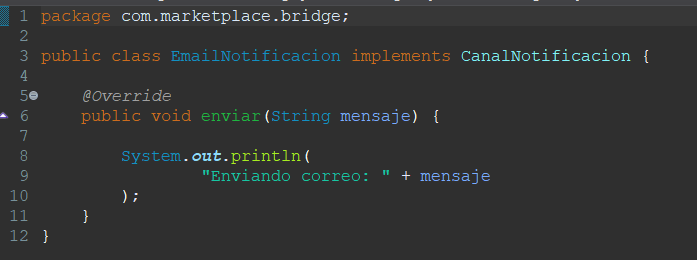 1 package com.marketplace.bridge;
2
3 public class EmailNotificacion implements CanalNotificacion {
4
5     @Override
6     public void enviar(String mensaje) {
7
8         System.out.println(
9                 "Enviando correo: " + mensaje
10         );
11     }
12 }